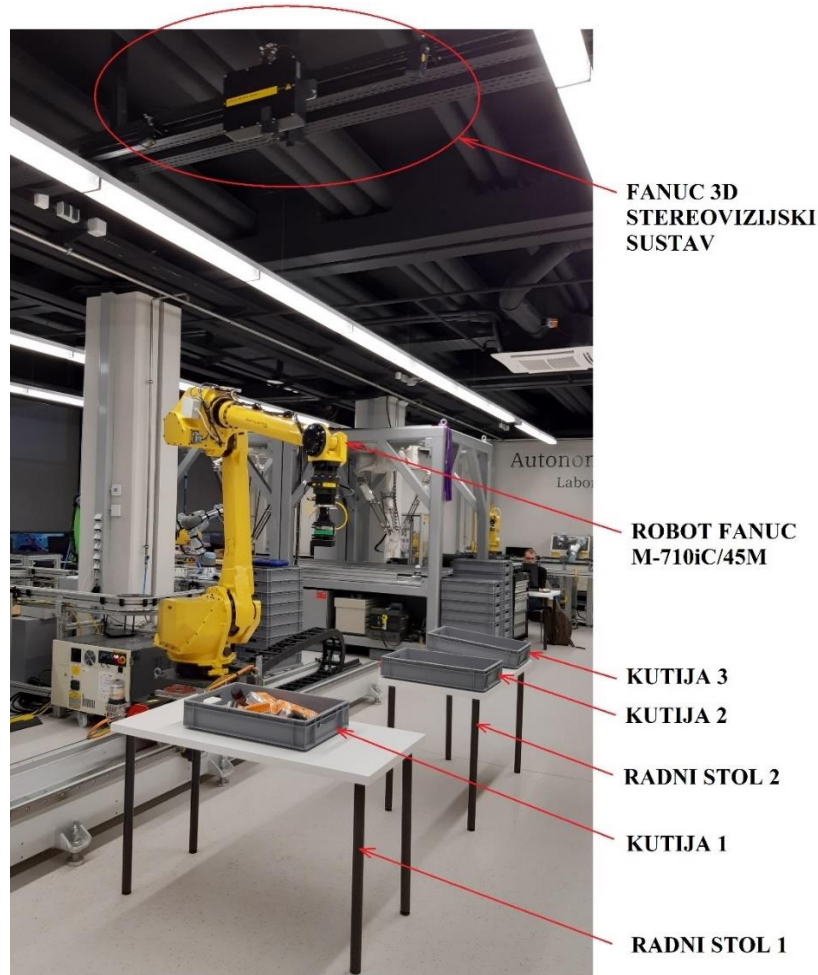 FANUC 3D
STEREOVIZIJSKI
SUSTAV
Autonom
Labor
ROBOT FANUC
M-710iC/45M
KUTIJA 3
KUTIJA 2
RADNI STOL 2
KUTIJA 1
RADNI STOL 1